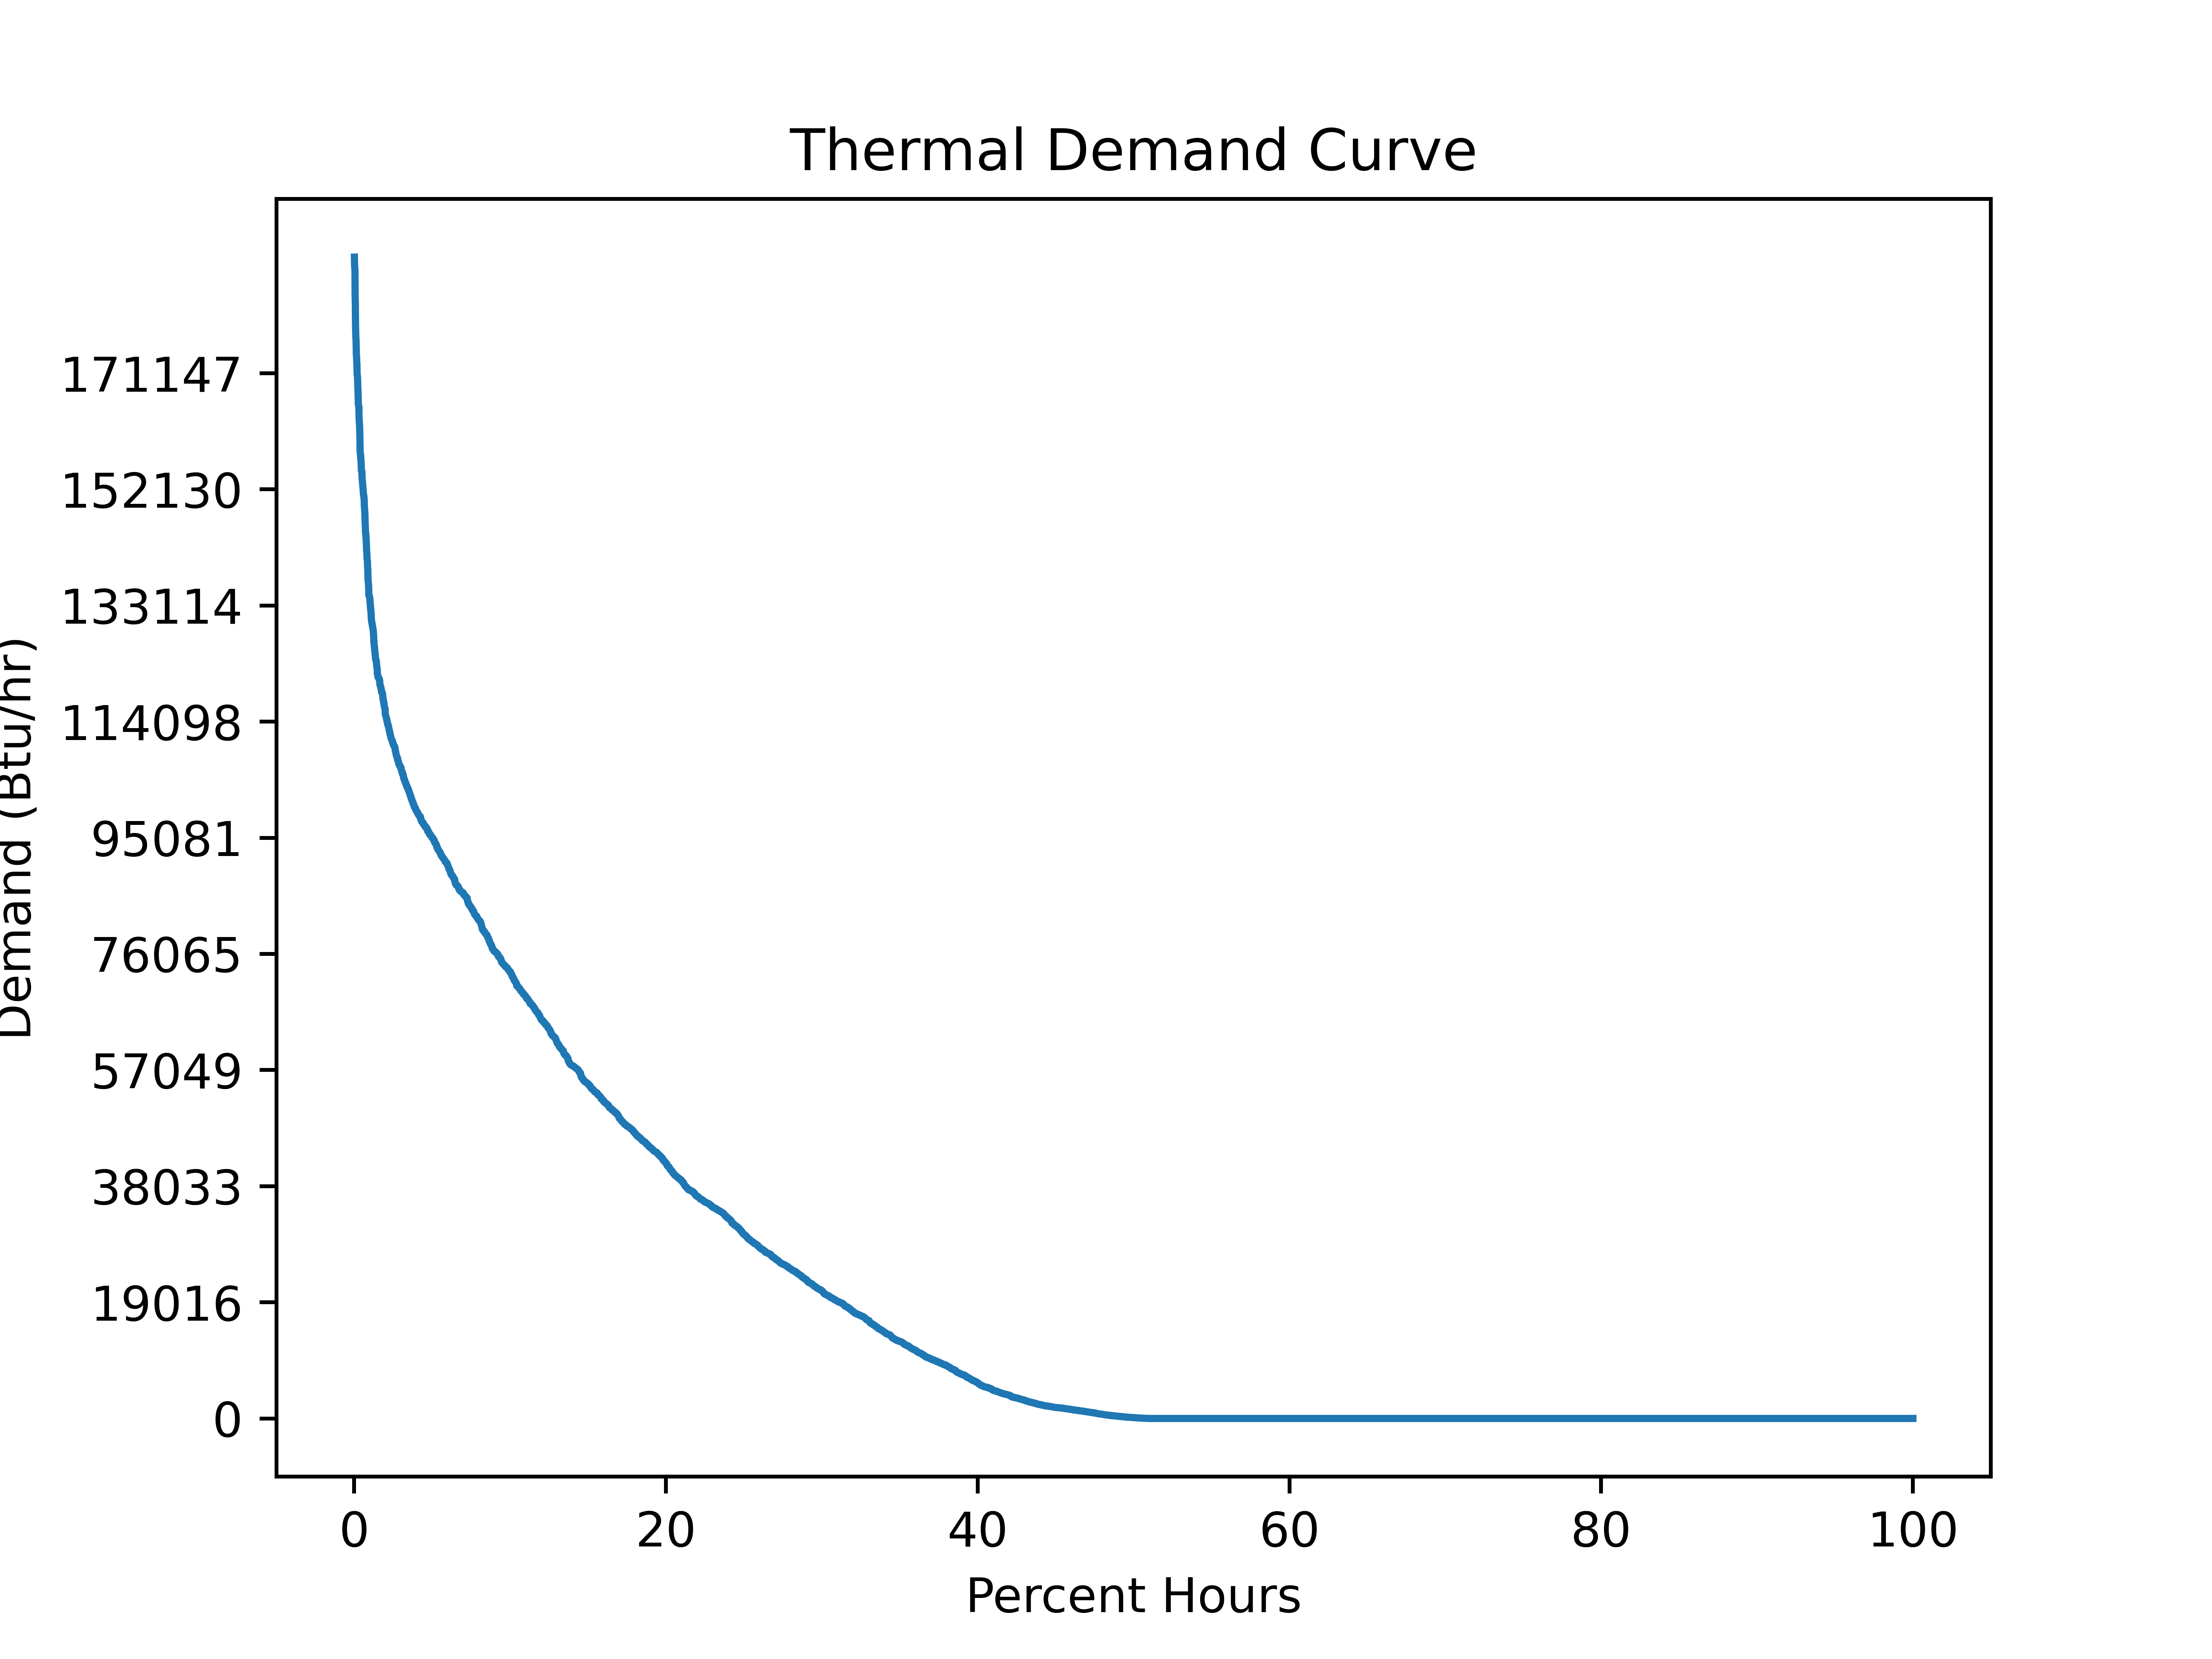 Thermal Demand Curve
171147
152130
133114
114098
95081
76065
57049
38033
19016
0
Demand (Btu/hr)
0 20 40 60 80 100
Percent Hours